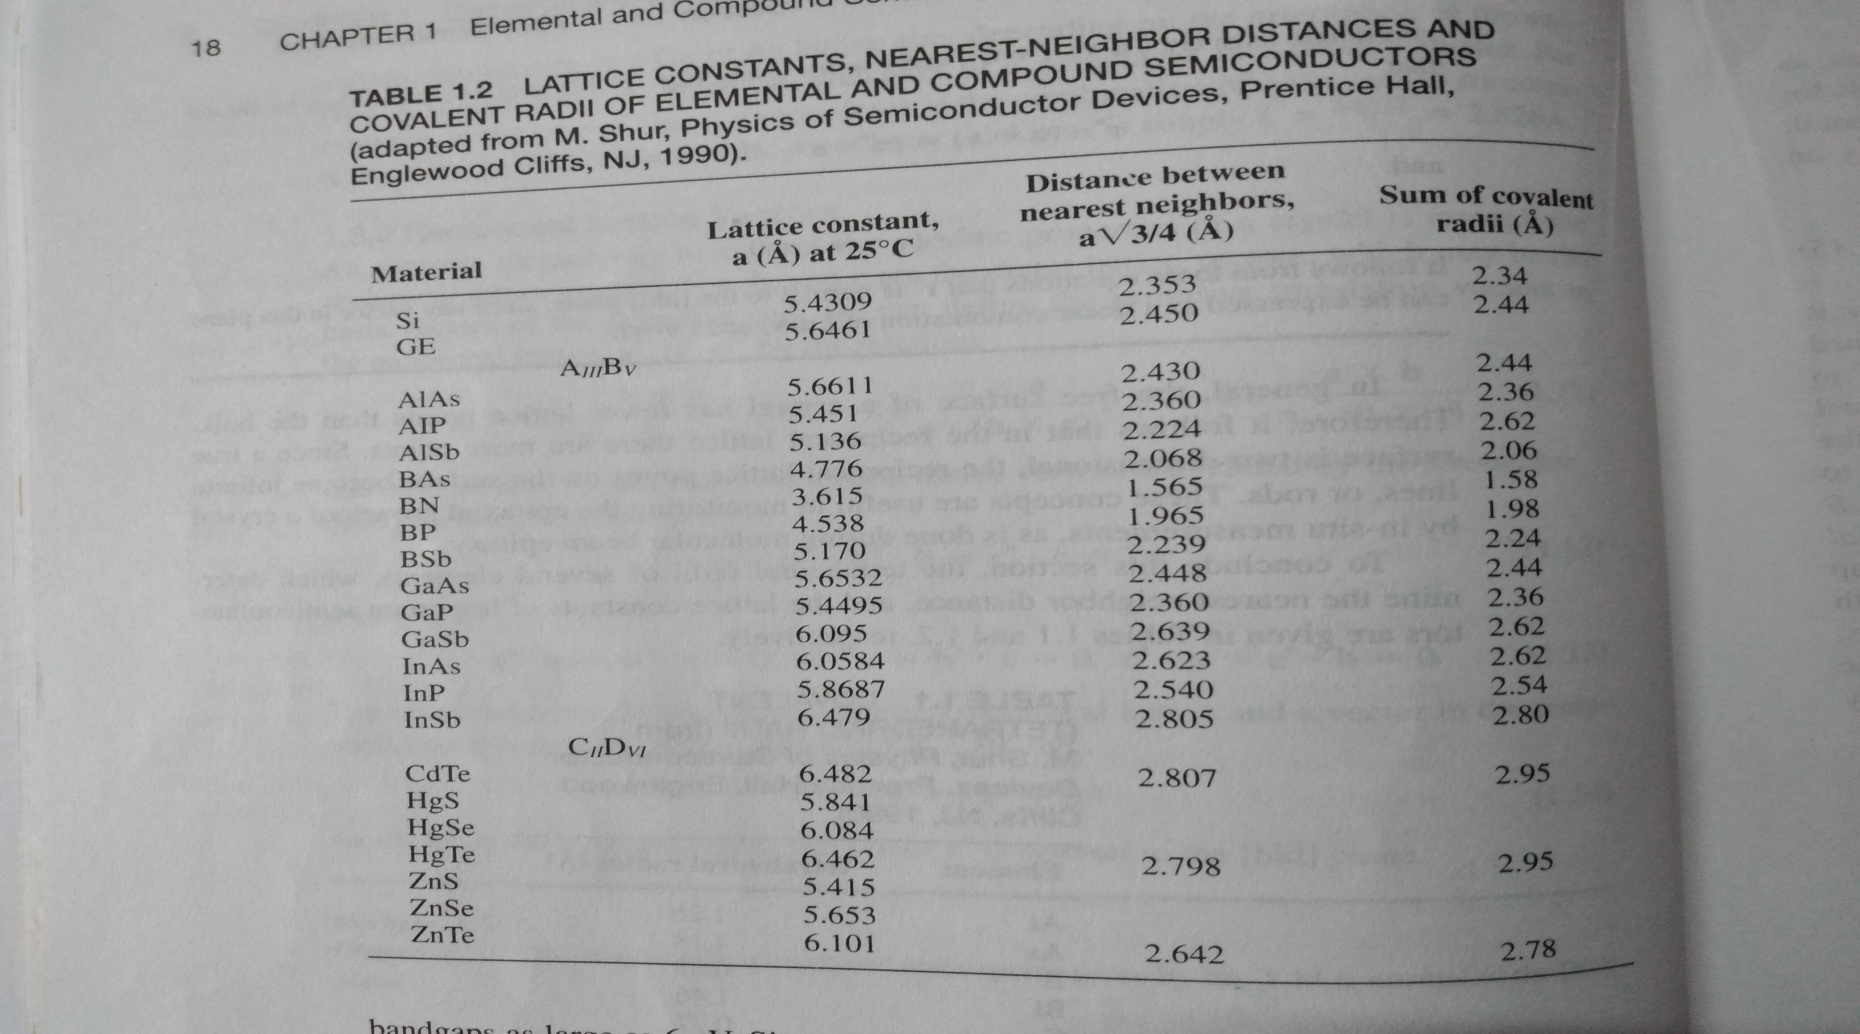 18 CHAPTER 1 Elemental and Compound
TABLE 1.2 LATTICE CONSTANTS, NEAREST-NEIGHBOR DISTANCES AND
COVALENT RADII OF ELEMENTAL AND COMPOUND SEMICONDUCTORS
(adapted from M. Shur, Physics of Semiconductor Devices, Prentice Hall,
Englewood Cliffs, NJ, 1990).
Material
Lattice constant,
a (Å) at 25°C
Distance between
nearest neighbors,
a√3/4 (Å)
Sum of covalent
radii (Å)
Si 5.4309 2.353 2.34
GE 5.6461 2.450 2.44
A_III B_V
AlAs 5.6611 2.430 2.44
AIP 5.451 2.360 2.36
AlSb 5.136 2.224 2.62
BAs 4.776 2.068 2.06
BN 3.615 1.565 1.58
BP 4.538 1.965 1.98
BSb 5.170 2.239 2.24
GaAs 5.6532 2.448 2.44
GaP 5.4495 2.360 2.36
GaSb 6.095 2.639 2.62
InAs 6.0584 2.623 2.62
InP 5.8687 2.540 2.54
InSb 6.479 2.805 2.80
C_II D_VI
CdTe 6.482 2.807 2.95
HgS 5.841
HgSe 6.084
HgTe 6.462 2.798 2.95
ZnS 5.415
ZnSe 5.653
ZnTe 6.101 2.642 2.78
bandgaps as